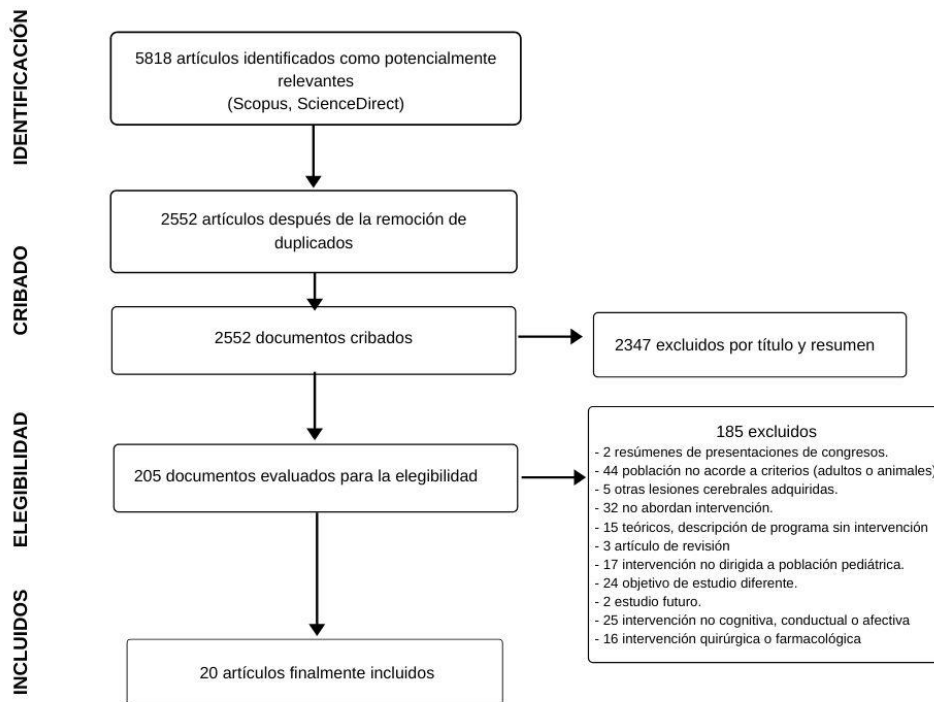 IDENTIFICACIÓN
5818 artículos identificados como potencialmente
relevantes
(Scopus, ScienceDirect)
CRIBADO
2552 artículos después de la remoción de
duplicados
2552 documentos cribados
2347 excluidos por título y resumen
ELEGIBILIDAD
205 documentos evaluados para la elegibilidad
185 excluidos
- 2 resúmenes de presentaciones de congresos.
- 44 población no acorde a criterios (adultos o animales)
- 5 otras lesiones cerebrales adquiridas.
- 32 no abordan intervención.
- 15 teóricos, descripción de programa sin intervención
- 3 artículo de revisión
- 17 intervención no dirigida a población pediátrica.
- 24 objetivo de estudio diferente.
- 2 estudio futuro.
- 25 intervención no cognitiva, conductual o afectiva
- 16 intervención quirúrgica o farmacológica
INCLUIDOS
20 artículos finalmente incluidos